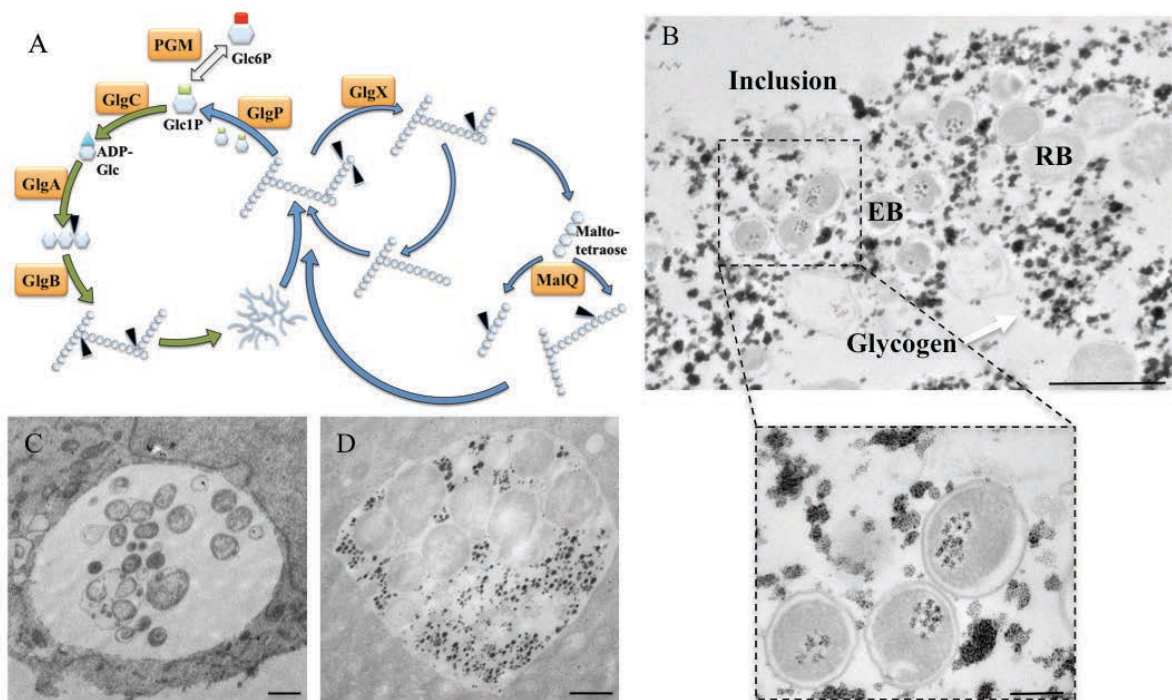 A
PGM
Glc6P
GlgC
Glc1P
GlgP
GlgX
ADP-
Glc
GlgA
GlgB
Malto-
tetraose
MalQ
B
Inclusion
RB
EB
Glycogen
C
D